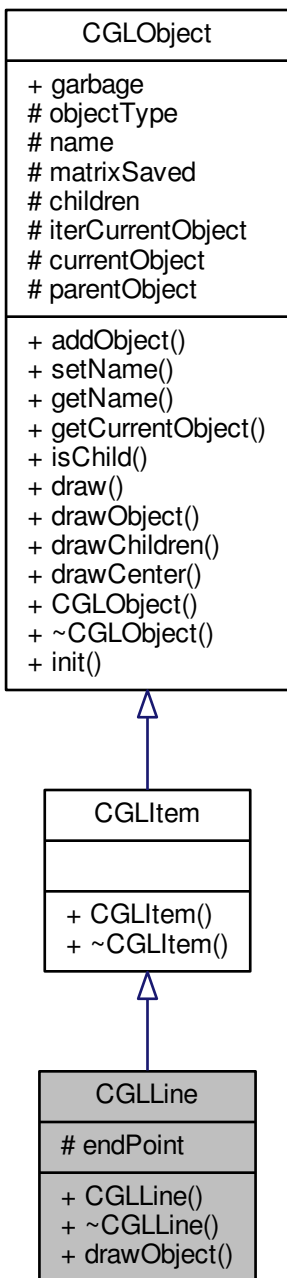 CGLObject
+ garbage
# objectType
# name
# matrixSaved
# children
# iterCurrentObject
# currentObject
# parentObject
+ addObject()
+ setName()
+ getName()
+ getCurrentObject()
+ isChild()
+ draw()
+ drawObject()
+ drawChildren()
+ drawCenter()
+ CGLObject()
+ ~CGLObject()
+ init()
CGLItem
+ CGLItem()
+ ~CGLItem()
CGLLine
# endPoint
+ CGLLine()
+ ~CGLLine()
+ drawObject()